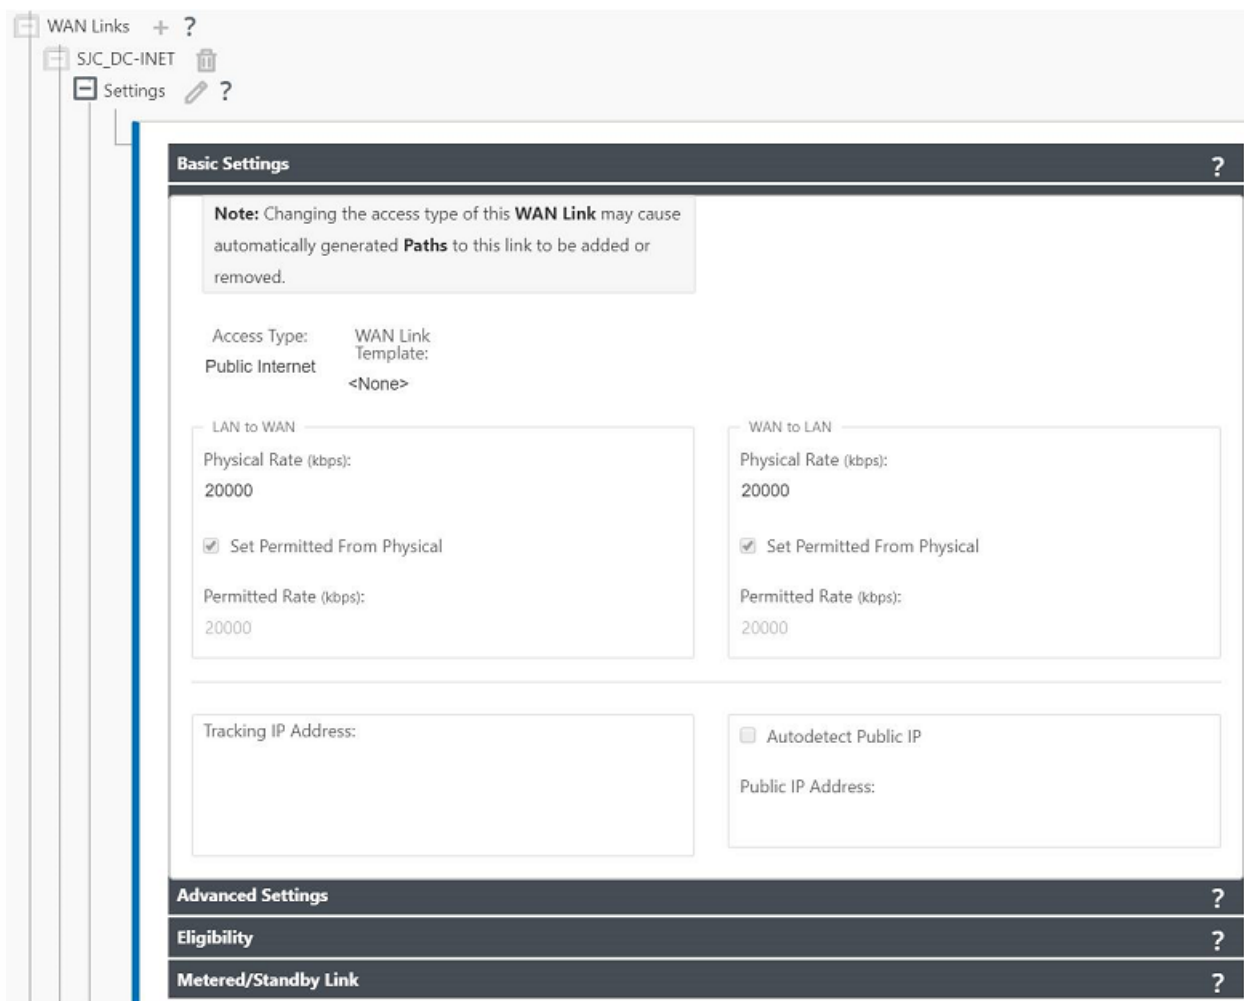 WAN Links + ?
SJC_DC-INET
Settings ?
Basic Settings ?
Note: Changing the access type of this WAN Link may cause
automatically generated Paths to this link to be added or
removed.
Access Type: WAN Link
Template:
Public Internet
<None>
LAN to WAN
Physical Rate (kbps):
20000
Set Permitted From Physical
Permitted Rate (kbps):
20000
WAN to LAN
Physical Rate (kbps):
20000
Set Permitted From Physical
Permitted Rate (kbps):
20000
Tracking IP Address:
Autodetect Public IP
Public IP Address:
Advanced Settings ?
Eligibility ?
Metered/Standby Link ?